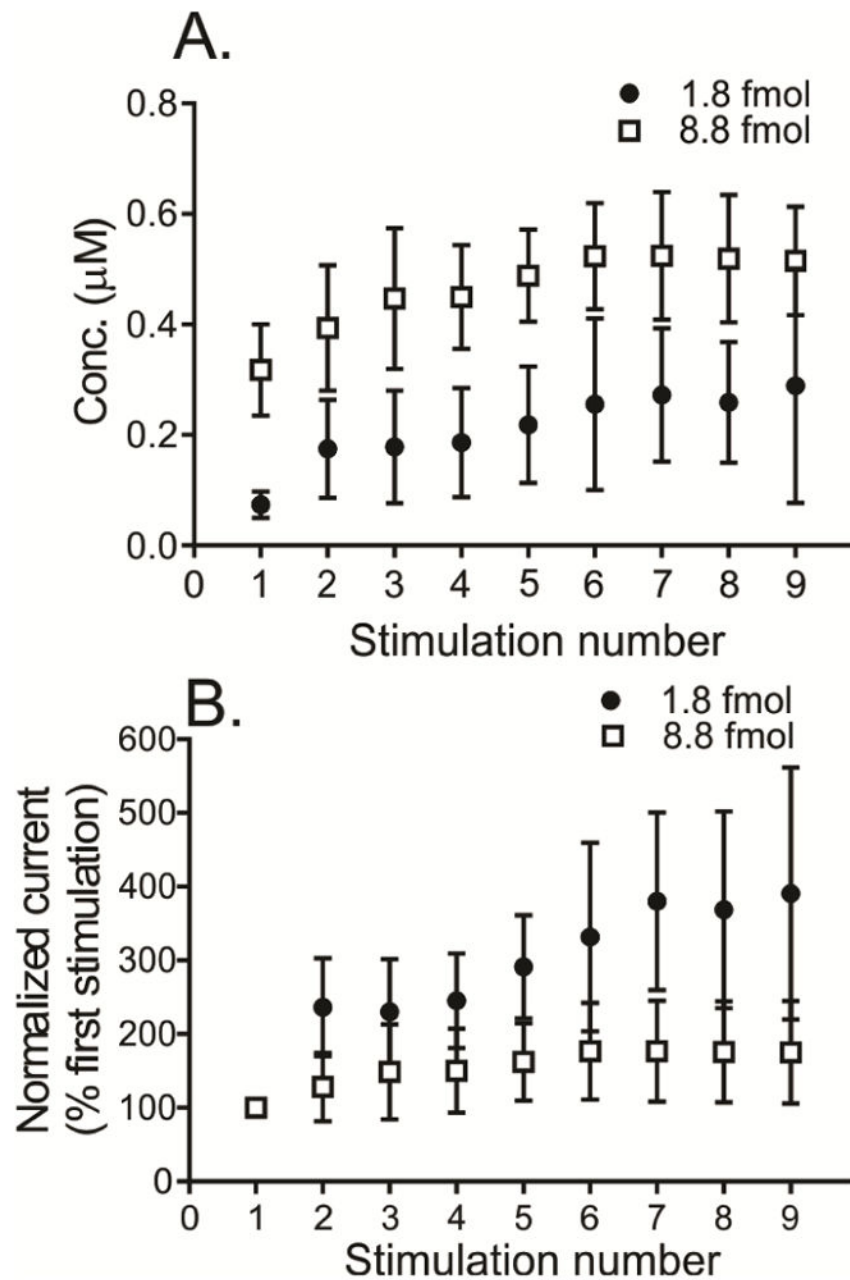 A.
1.8 fmol
8.8 fmol
0.8
0.6
0.4
0.2
0.0
Conc. (μM)
0 1 2 3 4 5 6 7 8 9
Stimulation number
B.
1.8 fmol
8.8 fmol
600
500
400
300
200
100
0
Normalized current
(% first stimulation)
0 1 2 3 4 5 6 7 8 9
Stimulation number